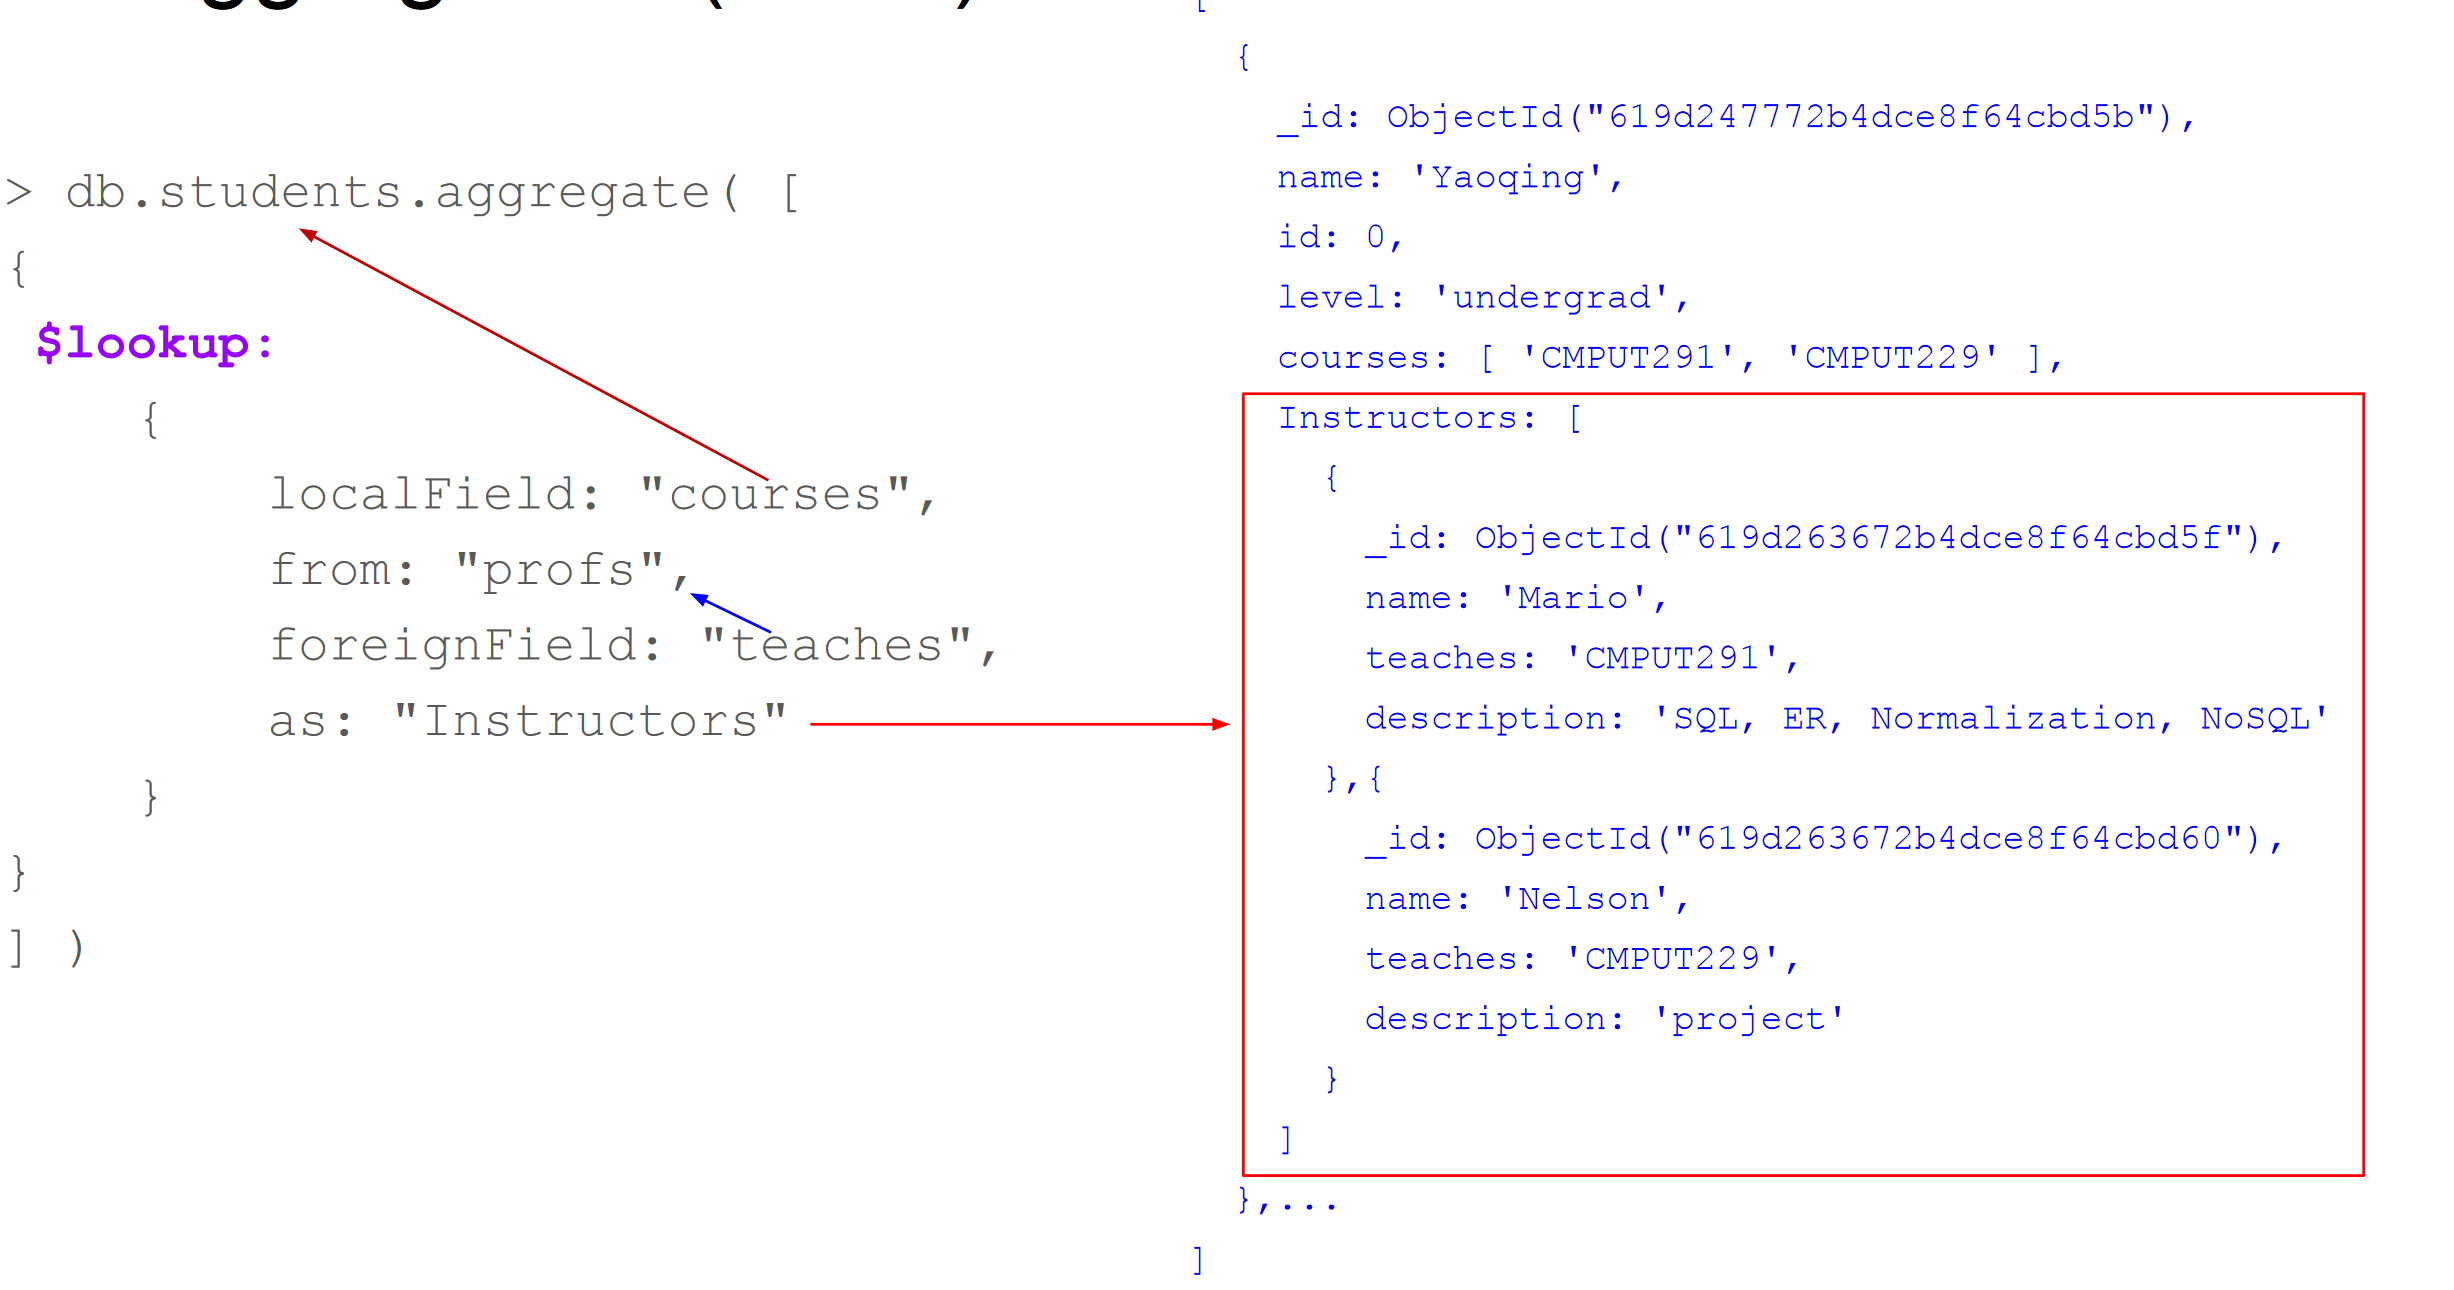 > db.students.aggregate( [
{
$lookup:
{
localField: "courses",
from: "profs",
foreignField: "teaches",
as: "Instructors"
}
}
] )
[
{
_id: ObjectId("619d247772b4dce8f64cbd5b"),
name: 'Yaoqing',
id: 0,
level: 'undergrad',
courses: [ 'CMPUT291', 'CMPUT229' ],
Instructors: [
{
_id: ObjectId("619d263672b4dce8f64cbd5f"),
name: 'Mario',
teaches: 'CMPUT291',
description: 'SQL, ER, Normalization, NoSQL'
},{
_id: ObjectId("619d263672b4dce8f64cbd60"),
name: 'Nelson',
teaches: 'CMPUT229',
description: 'project'
}
]
},...
]